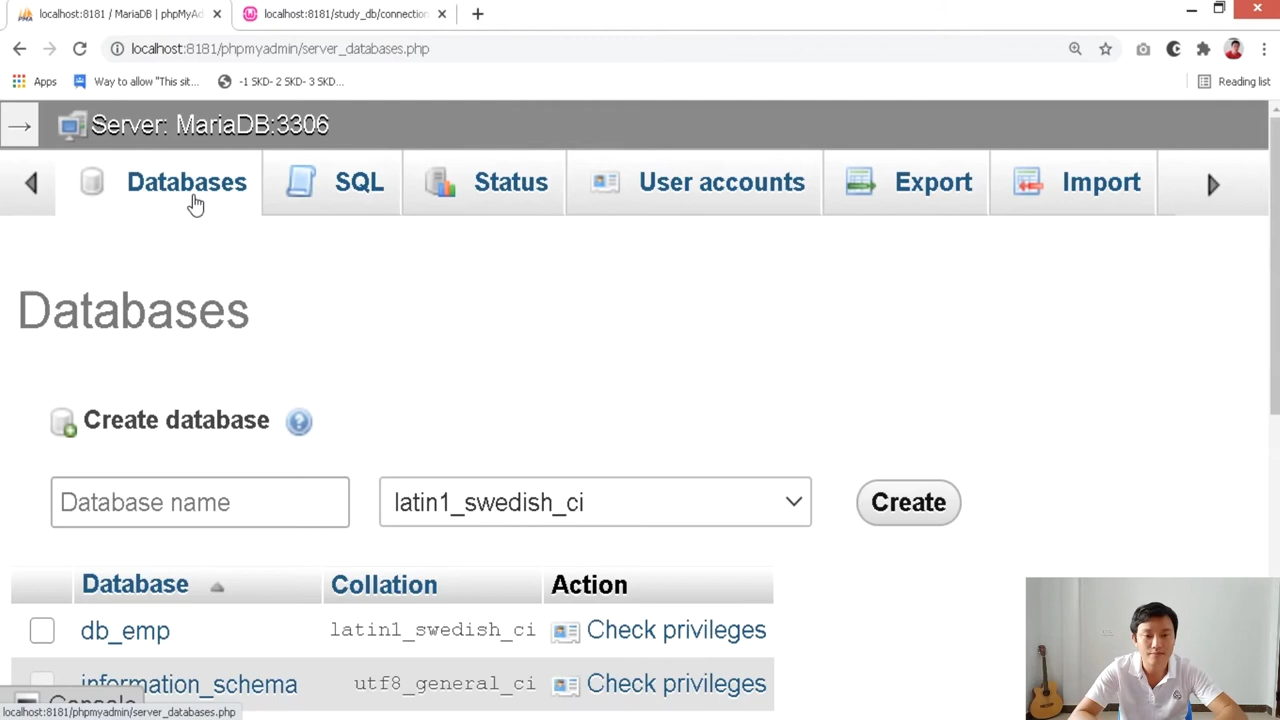 localhost:8181 / MariaDB | phpMyAd
localhost:8181/study_db/connection
localhost:8181/phpmyadmin/server_databases.php
Apps
Way to allow "This sit...
-1 SKD- 2 SKD- 3 SKD...
Reading list
Server: MariaDB:3306
Databases
SQL
Status
User accounts
Export
Import
Databases
Create database
Database name
latin1_swedish_ci
Create
Database
Collation
Action
db_emp
latin1_swedish_ci
Check privileges
information_schema
utf8_general_ci
Check privileges
Console
localhost:8181/phpmyadmin/server_databases.php